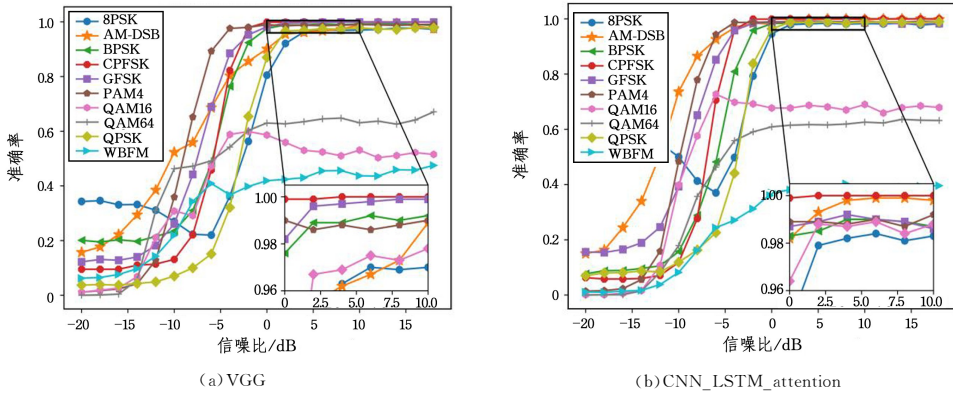 1.0
0.8
0.6
0.4
0.2
0
准确率
8PSK
AM-DSB
BPSK
CPFSK
GFSK
PAM4
QAM16
QAM64
QPSK
WBFM
1.00
0.98
0.96
0 2.5 5.0 7.5 10.0
-20 -15 -10 -5 0 5 10 15
信噪比/dB
(a)VGG
1.0
0.8
0.6
0.4
0.2
0
准确率
8PSK
AM-DSB
BPSK
CPFSK
GFSK
PAM4
QAM16
QAM64
QPSK
WBFM
1.00
0.98
0.96
0 2.5 5.0 7.5 10.0
-20 -15 -10 -5 0 5 10 15
信噪比/dB
(b)CNN_LSTM_attention